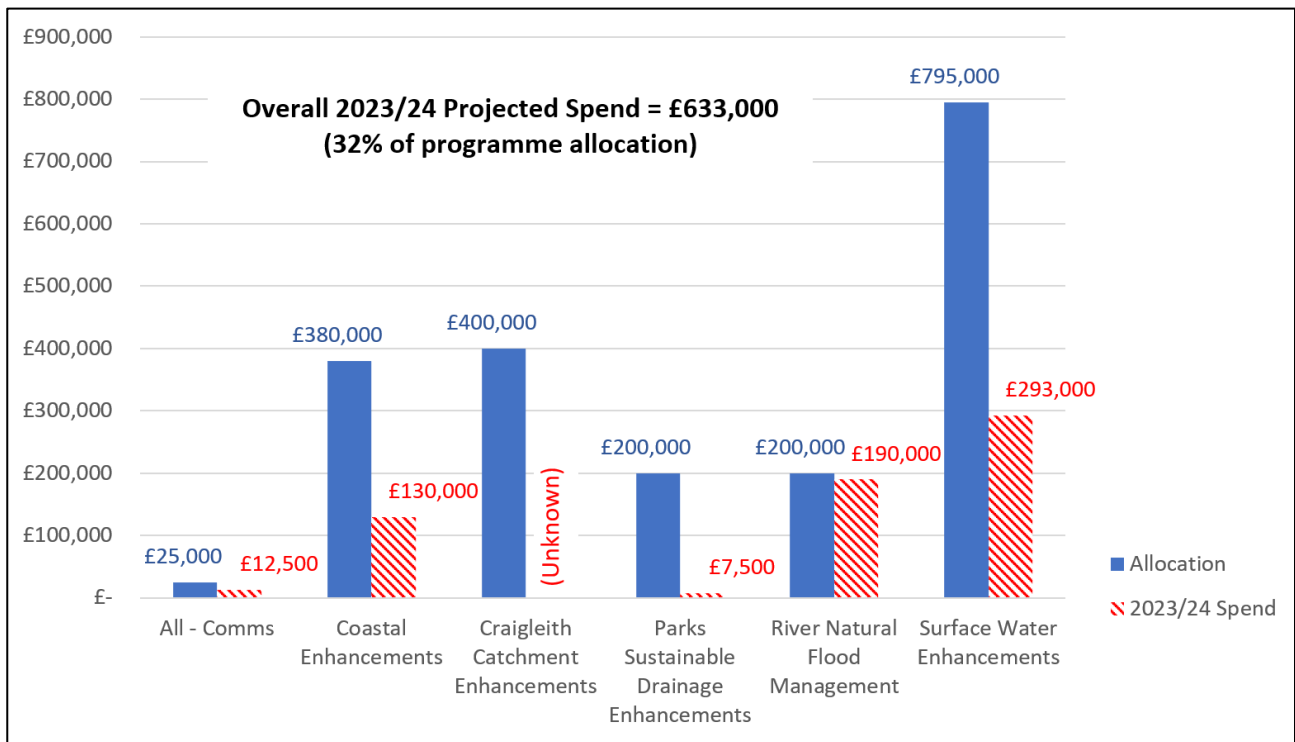 £900,000
£800,000
£700,000
£600,000
£500,000
£400,000
£300,000
£200,000
£100,000
£-
Overall 2023/24 Projected Spend = £633,000
(32% of programme allocation)
£25,000
£12,500
£380,000
£130,000
£400,000
(Unknown)
£200,000
£7,500
£200,000
£190,000
£795,000
£293,000
All - Comms
Coastal
Enhancements
Craigleith
Catchment
Enhancements
Parks
Sustainable
Drainage
Enhancements
River Natural
Flood
Management
Surface Water
Enhancements
Allocation
2023/24 Spend